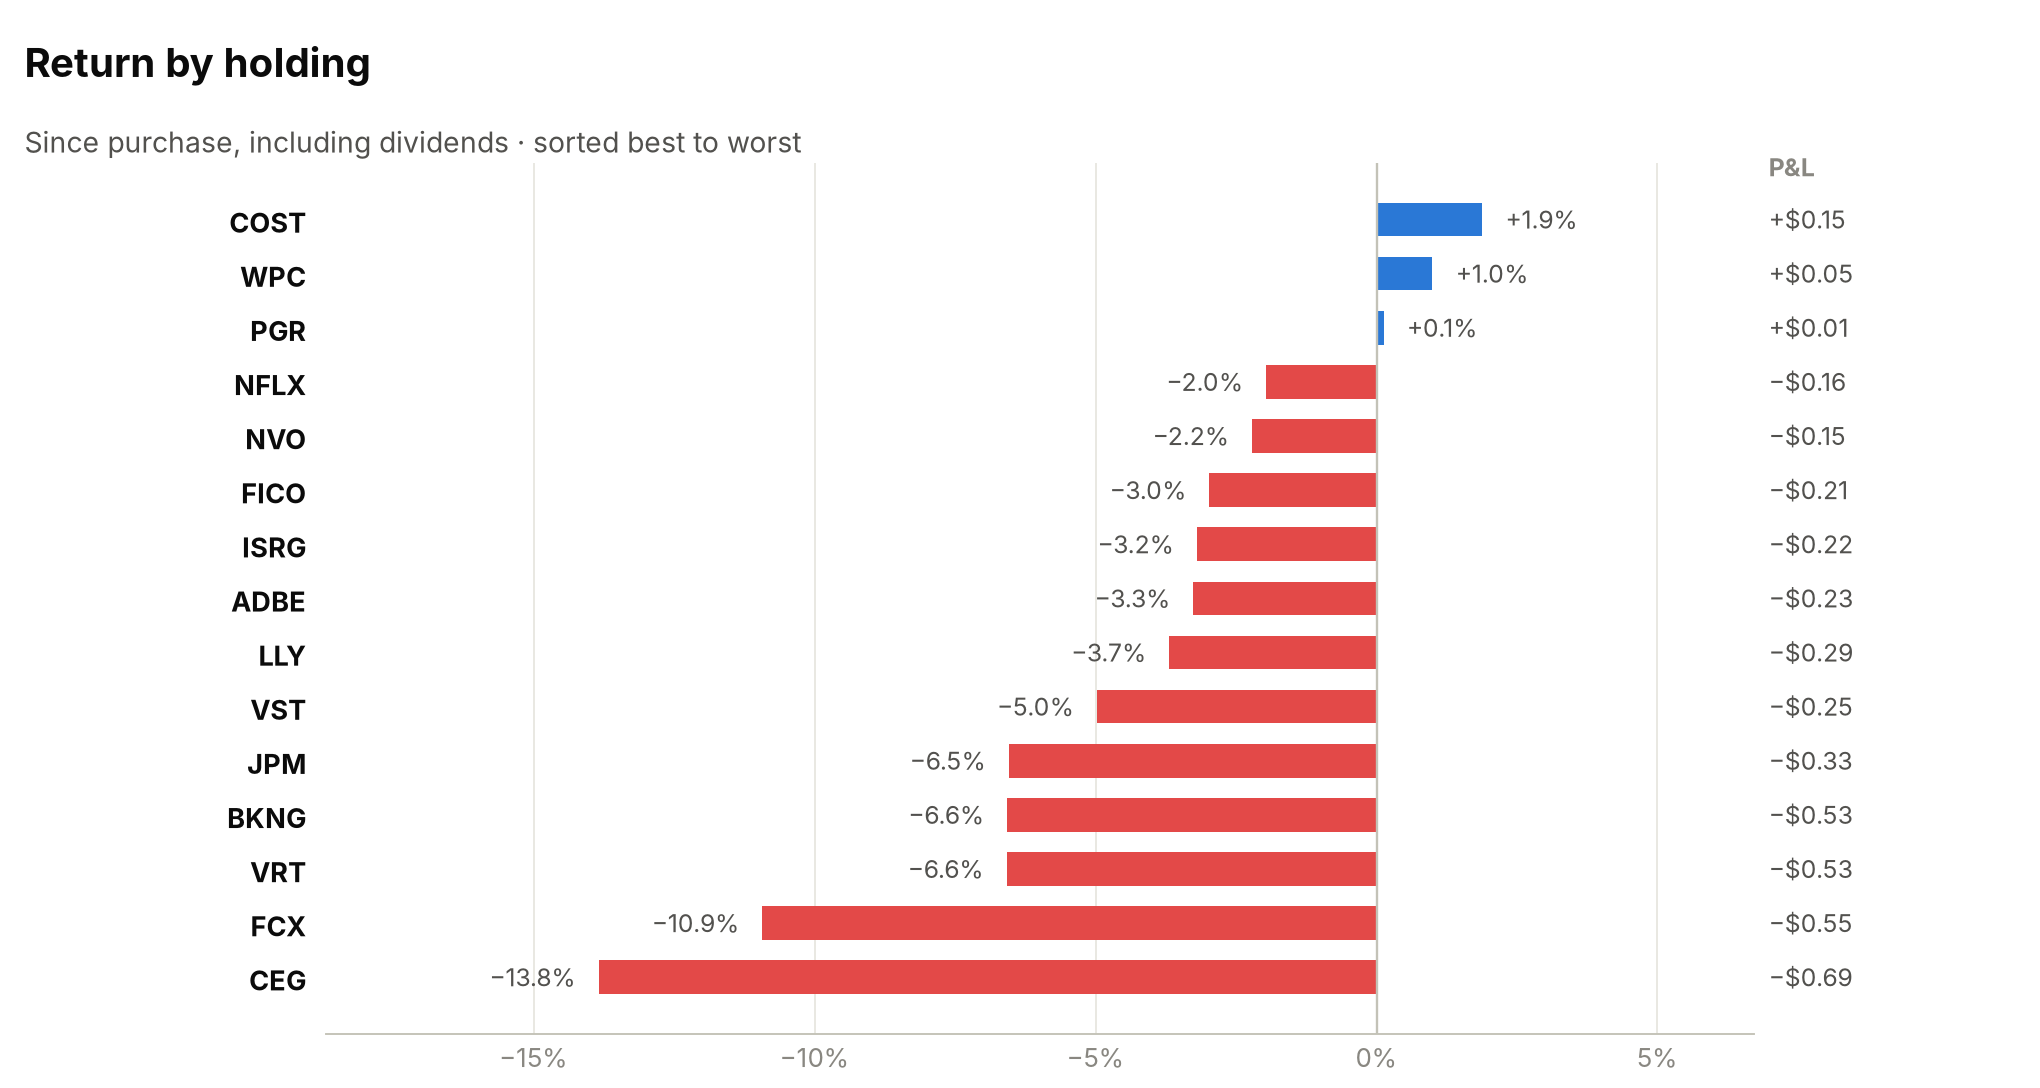 Return by holding
Since purchase, including dividends · sorted best to worst
P&L
COST +1.9% +$0.15
WPC +1.0% +$0.05
PGR +0.1% +$0.01
NFLX −2.0% −$0.16
NVO −2.2% −$0.15
FICO −3.0% −$0.21
ISRG −3.2% −$0.22
ADBE −3.3% −$0.23
LLY −3.7% −$0.29
VST −5.0% −$0.25
JPM −6.5% −$0.33
BKNG −6.6% −$0.53
VRT −6.6% −$0.53
FCX −10.9% −$0.55
CEG −13.8% −$0.69
−15% −10% −5% 0% 5%